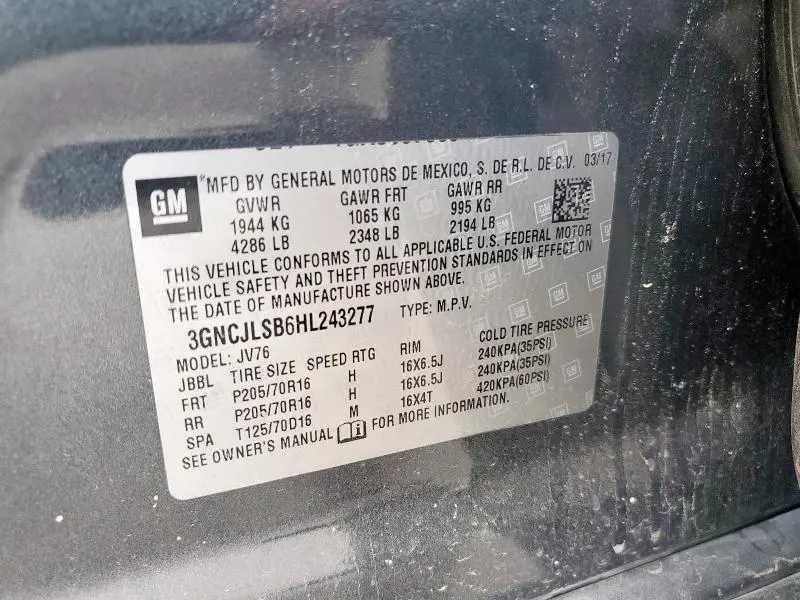 GM
*MFD BY GENERAL MOTORS DE MEXICO, S. DE R.L. DE C.V. 03/17
GVWR GAWR FRT GAWR RR
1944 KG 1065 KG 995 KG
4286 LB 2348 LB 2194 LB
THIS VEHICLE CONFORMS TO ALL APPLICABLE U.S. FEDERAL MOTOR
VEHICLE SAFETY AND THEFT PREVENTION STANDARDS IN EFFECT ON
THE DATE OF MANUFACTURE SHOWN ABOVE.
3GNCJLSB6HL243277 TYPE: M.P.V.
MODEL: JV76
JBBL TIRE SIZE SPEED RTG RIM COLD TIRE PRESSURE
FRT P205/70R16 H 16X6.5J 240KPA(35PSI)
RR P205/70R16 H 16X6.5J 240KPA(35PSI)
SPA T125/70D16 M 16X4T 420KPA(60PSI)
SEE OWNER'S MANUAL FOR MORE INFORMATION.